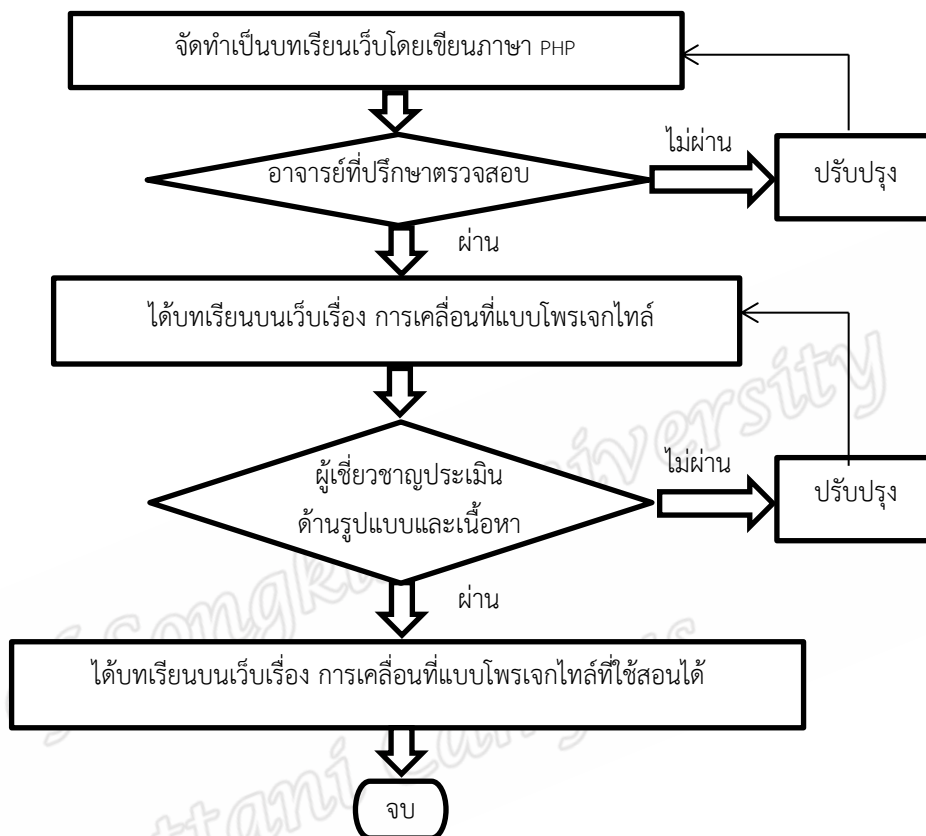 จัดทำเป็นบทเรียนเว็บโดยเขียนภาษา PHP
อาจารย์ที่ปรึกษาตรวจสอบ
ไม่ผ่าน
ปรับปรุง
ผ่าน
ได้บทเรียนบนเว็บเรื่อง การเคลื่อนที่แบบโพรเจกไทล์
ผู้เชี่ยวชาญประเมิน
ด้านรูปแบบและเนื้อหา
ไม่ผ่าน
ปรับปรุง
ผ่าน
ได้บทเรียนบนเว็บเรื่อง การเคลื่อนที่แบบโพรเจกไทล์ที่ใช้สอนได้
จบ